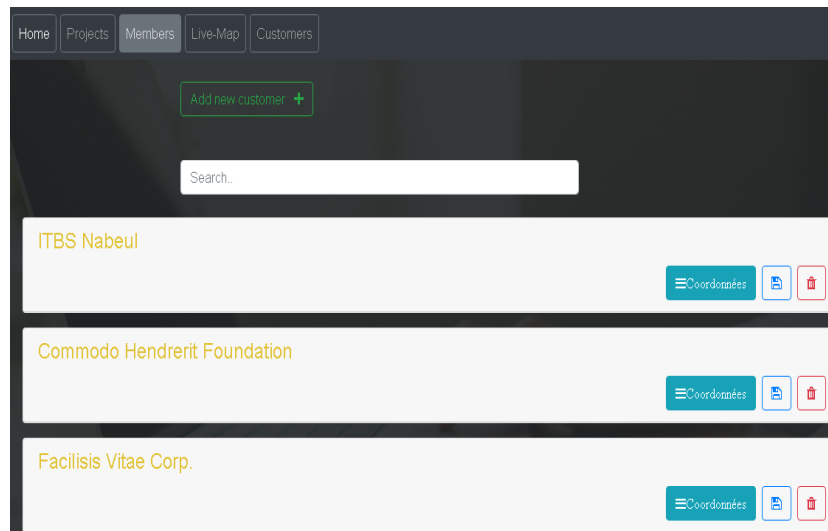 Home Projects Members Live-Map Customers
Add new customer +
Search..
ITBS Nabeul
Coordonnées
Commodo Hendrerit Foundation
Coordonnées
Facilisis Vitae Corp.
Coordonnées